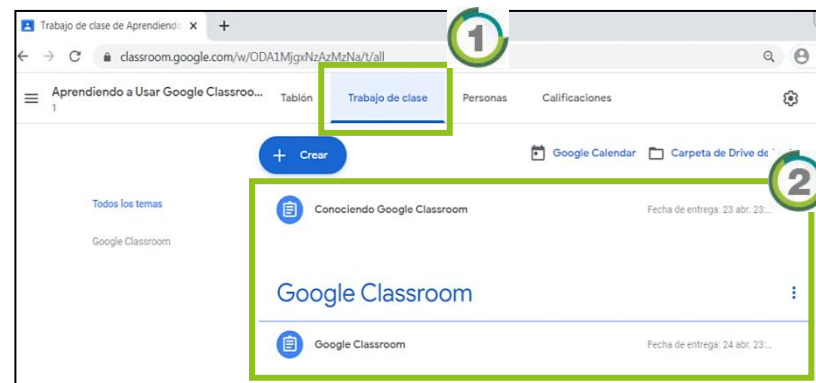 Trabajo de clase de Aprendiendo
classroom.google.com/w/ODA1MjgxNzAzMzNa/t/all
1
Aprendiendo a Usar Google Classroo...
1
Tablón
Trabajo de clase
Personas
Calificaciones
+ Crear
Google Calendar
Carpeta de Drive de
2
Todos los temas
Google Classroom
Conociendo Google Classroom
Fecha de entrega: 23 abr. 23:...
Google Classroom
Google Classroom
Fecha de entrega: 24 abr. 23:...